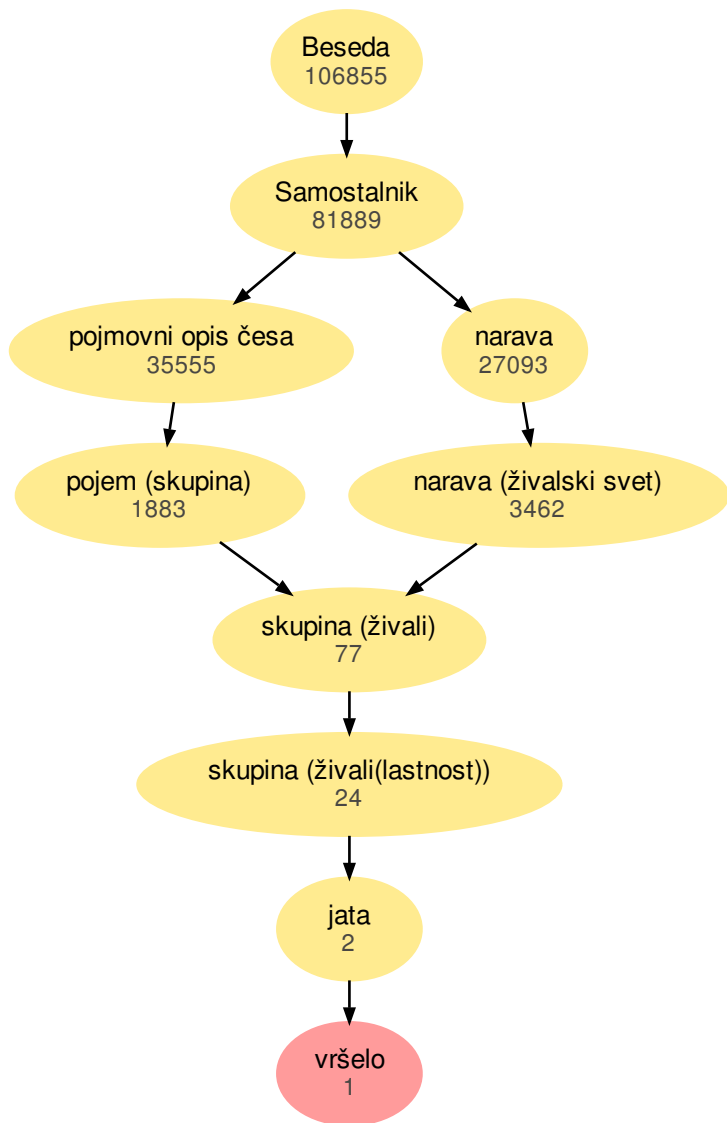 Beseda
106855
Samostalnik
81889
pojmovni opis česa
35555
narava
27093
pojem (skupina)
1883
narava (živalski svet)
3462
skupina (živali)
77
skupina (živali(lastnost))
24
jata
2
vršelo
1